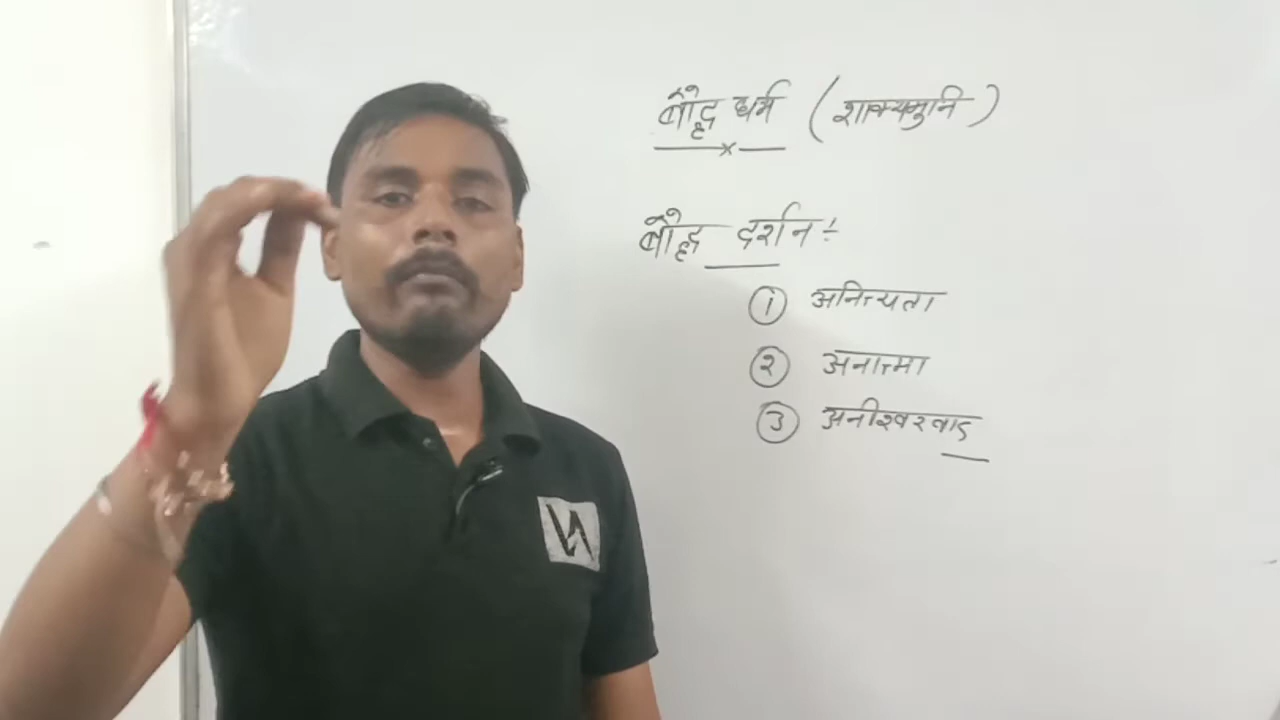 बौद्ध धर्म (शाक्यमुनि)
बौद्ध दर्शन÷
① अनित्यता
② अनात्मा
③ अनीश्वरवाद